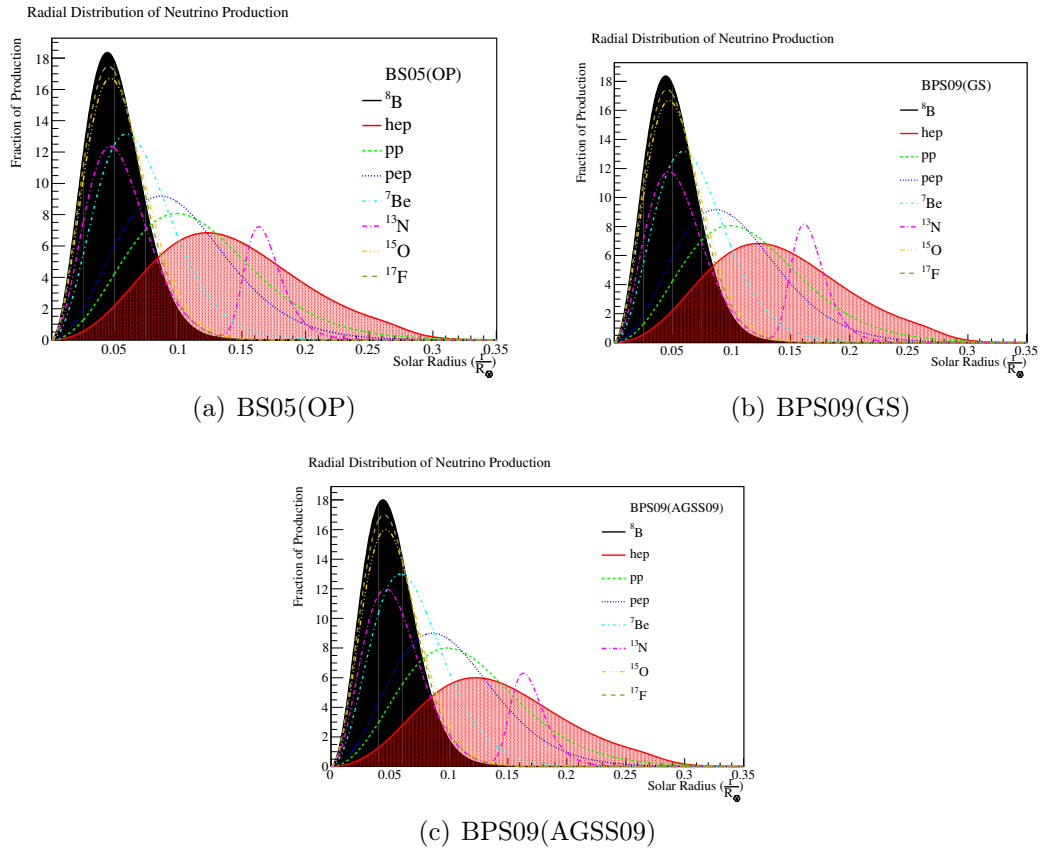 Radial Distribution of Neutrino Production
Fraction of Production
18
16
14
12
10
8
6
4
2
0
BS05(OP)
⁸B
hep
pp
pep
⁷Be
¹³N
¹⁵O
¹⁷F
0.05
0.1
0.15
0.2
0.25
0.3
0.35
Solar Radius (r/R⊙)
(a) BS05(OP)
Radial Distribution of Neutrino Production
Fraction of Production
18
16
14
12
10
8
6
4
2
0
BPS09(GS)
⁸B
hep
pp
pep
⁷Be
¹³N
¹⁵O
¹⁷F
0.05
0.1
0.15
0.2
0.25
0.3
0.35
Solar Radius (r/R⊙)
(b) BPS09(GS)
Radial Distribution of Neutrino Production
Fraction of Production
18
16
14
12
10
8
6
4
2
0
BPS09(AGSS09)
⁸B
hep
pp
pep
⁷Be
¹³N
¹⁵O
¹⁷F
0
0.05
0.1
0.15
0.2
0.25
0.3
0.35
Solar Radius (r/R⊙)
(c) BPS09(AGSS09)